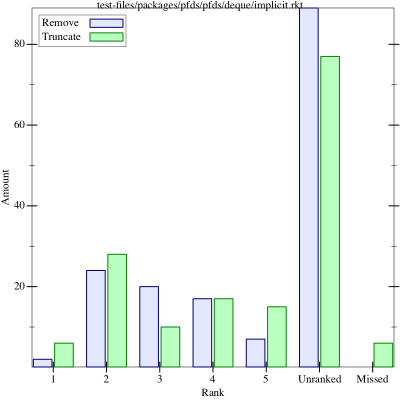 test-files/packages/pfds/pfds/deque/implicit.rkt
Remove
Truncate
80
60
40
20
Amount
1 2 3 4 5 Unranked Missed
Rank